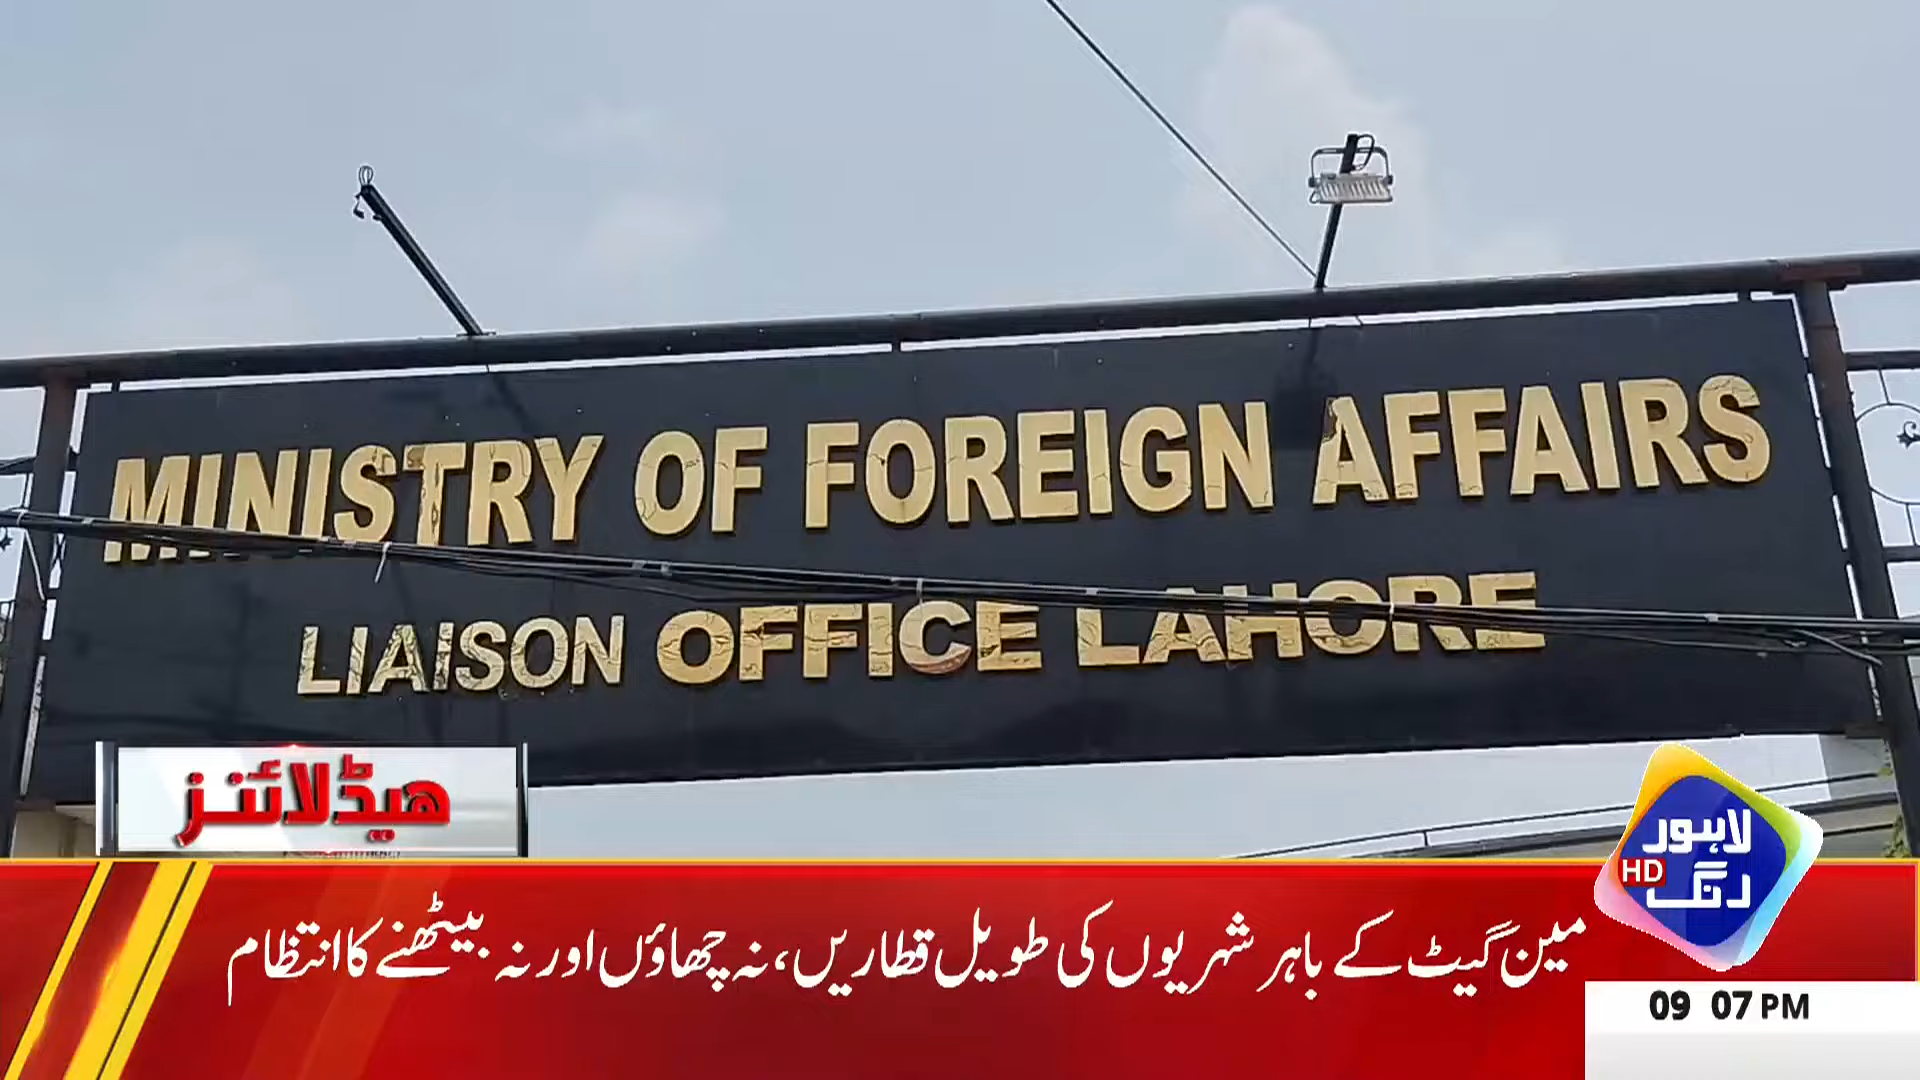 MINISTRY OF FOREIGN AFFAIRS
LIAISON OFFICE LAHORE
ھیڈلائنز
لاہور
HD
رنگ
مین گیٹ کے باہر شہریوں کی طویل قطاریں، نہ چھاؤں اور نہ بیٹھنے کا انتظام
09 07 PM